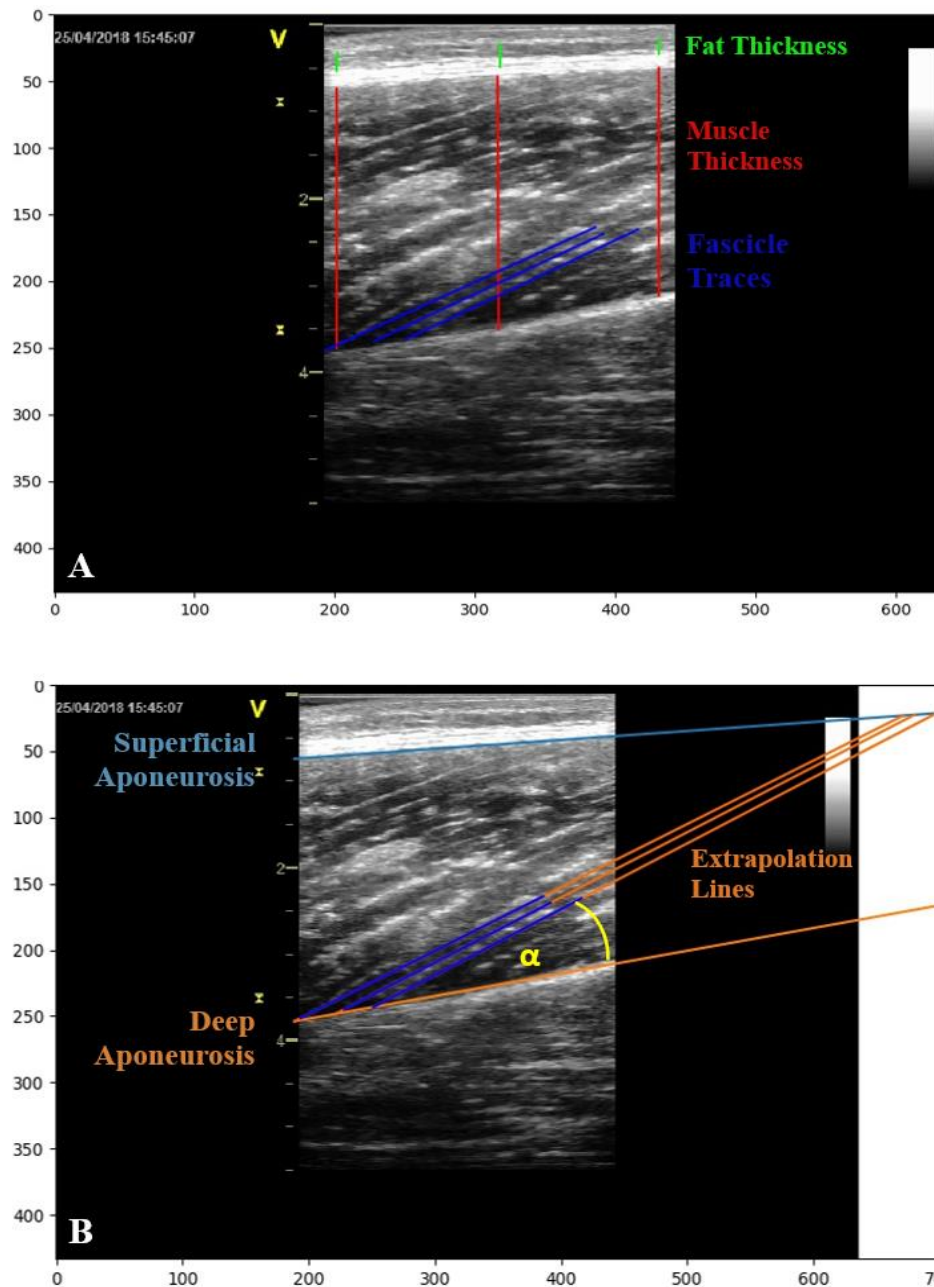 0
25/04/2018 15:45:07
V
Fat Thickness
50
100
Muscle
Thickness
150
2
200
Fascicle
Traces
250
300
4
350
400
A
0
100
200
300
400
500
600
0
25/04/2018 15:45:07
V
50
Superficial
Aponeurosis
100
2
Extrapolation
Lines
150
200
α
250
Deep
Aponeurosis
4
300
350
400
B
0
100
200
300
400
500
600